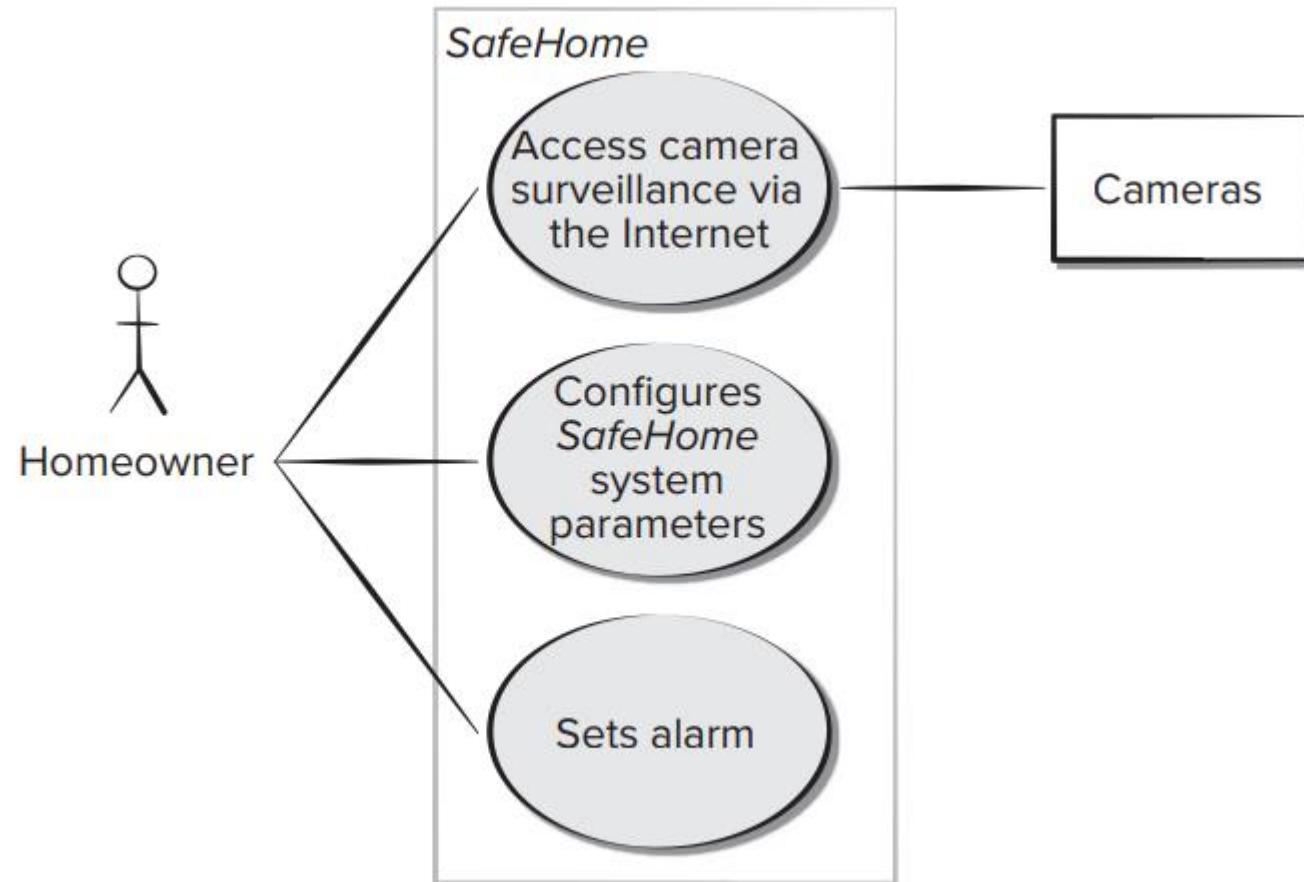 SafeHome
Access camera
surveillance via
the Internet
Cameras
Homeowner
Configures
SafeHome
system
parameters
Sets alarm